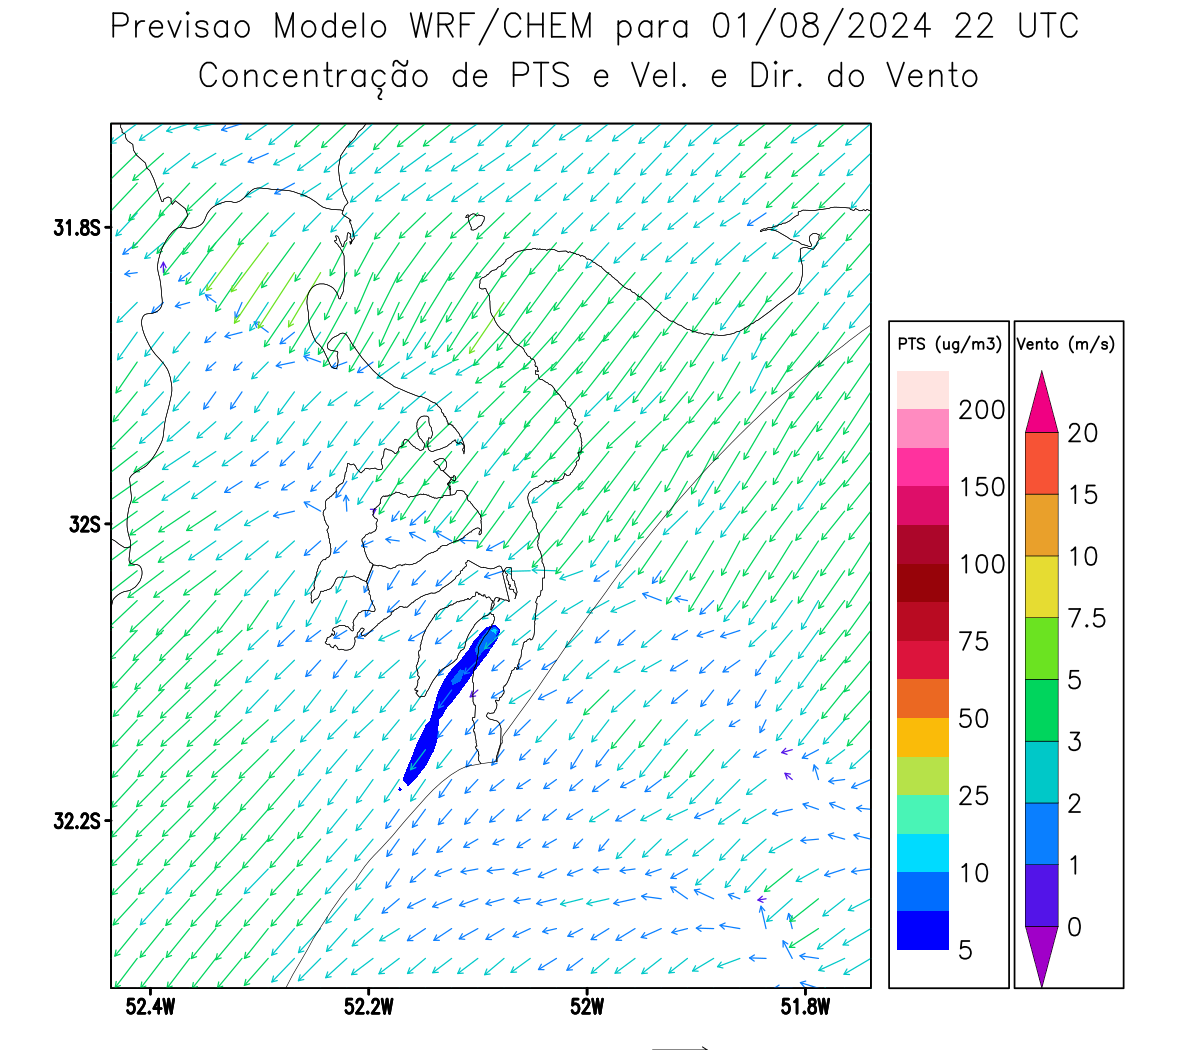 Previsao Modelo WRF/CHEM para 01/08/2024 22 UTC
Concentração de PTS e Vel. e Dir. do Vento
31.8S
32S
32.2S
52.4W
52.2W
52W
51.8W
PTS (ug/m3)
200
150
100
75
50
25
10
5
Vento (m/s)
20
15
10
7.5
5
3
2
1
0